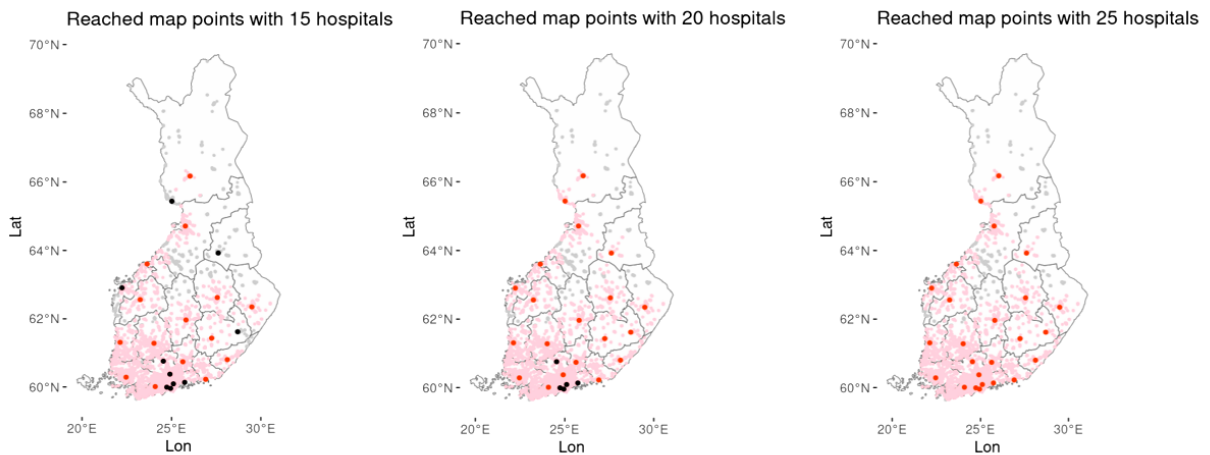 Reached map points with 15 hospitals
70°N
68°N
66°N
64°N
62°N
60°N
Lat
20°E 25°E 30°E
Lon
Reached map points with 20 hospitals
70°N
68°N
66°N
64°N
62°N
60°N
Lat
20°E 25°E 30°E
Lon
Reached map points with 25 hospitals
70°N
68°N
66°N
64°N
62°N
60°N
Lat
20°E 25°E 30°E
Lon